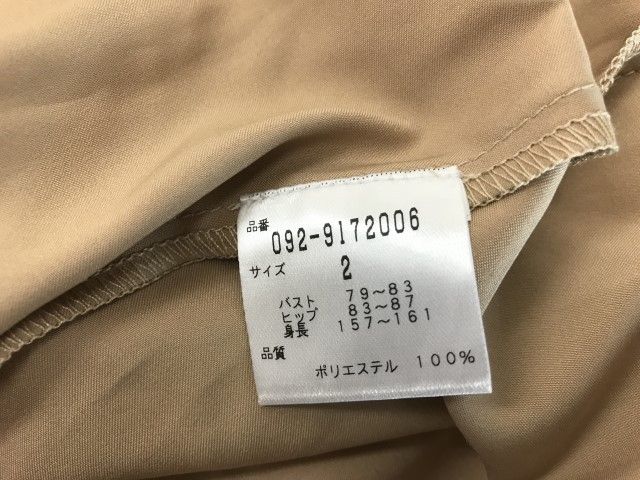 品番
092-9172006
サイズ 2
バスト 79～83
ヒップ 83～87
身長 157～161
品質
ポリエステル 100%